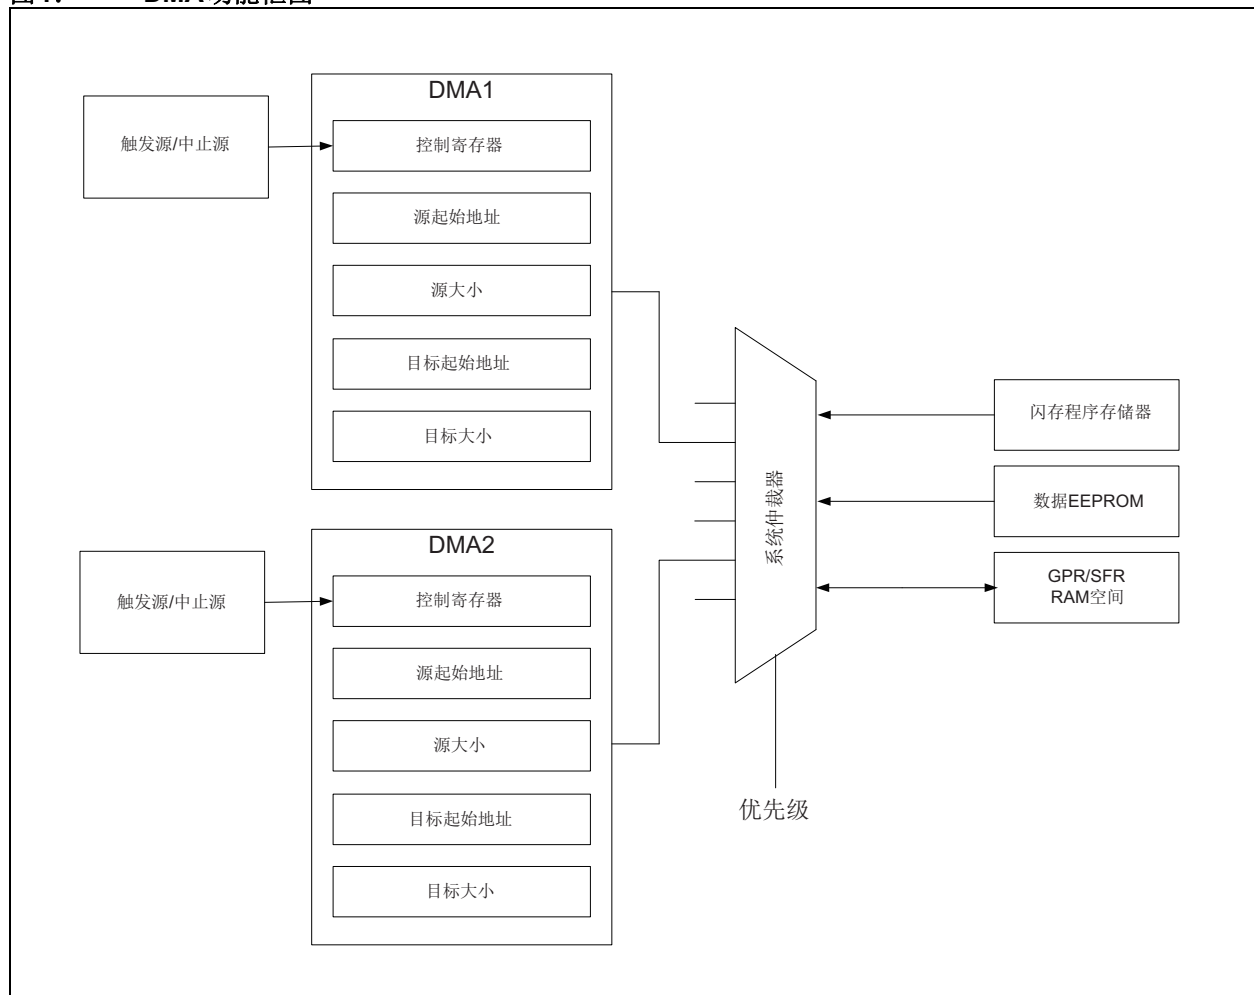 DMA1
触发源/中止源
控制寄存器
源起始地址
源大小
目标起始地址
目标大小
系统仲裁器
闪存程序存储器
数据EEPROM
GPR/SFR
RAM空间
DMA2
触发源/中止源
控制寄存器
源起始地址
源大小
目标起始地址
目标大小
优先级